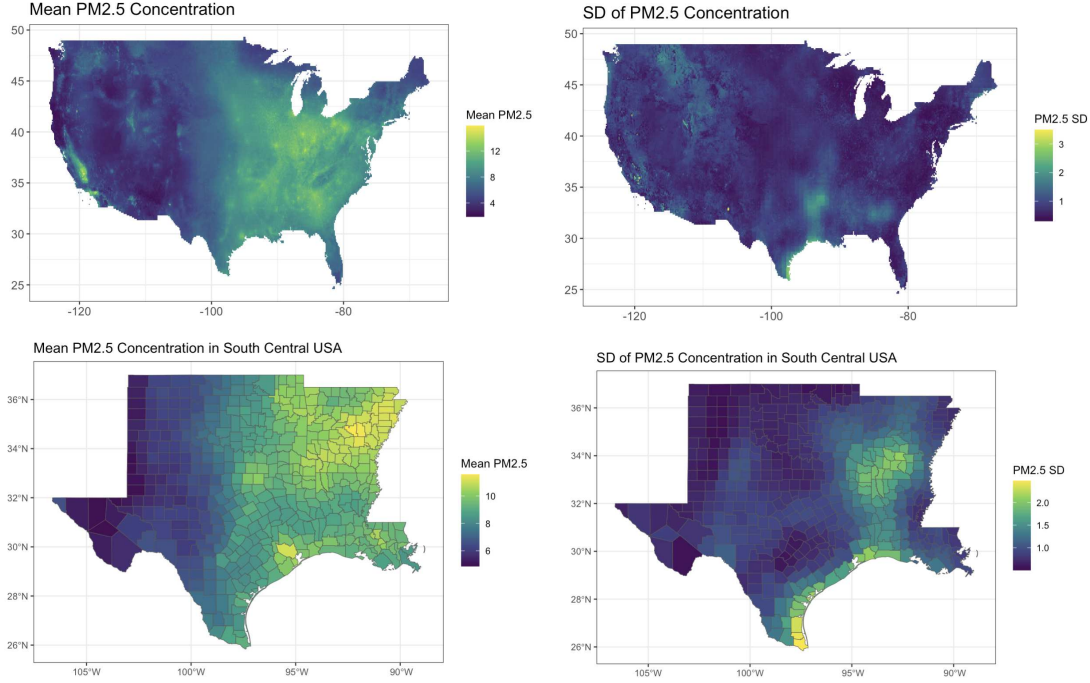 Mean PM2.5 Concentration
50
45
40
35
30
25
-120
-100
-80
Mean PM2.5
12
8
4
SD of PM2.5 Concentration
50
45
40
35
30
25
-120
-100
-80
PM2.5 SD
3
2
1
Mean PM2.5 Concentration in South Central USA
36°N
34°N
32°N
30°N
28°N
26°N
105°W
100°W
95°W
90°W
Mean PM2.5
10
8
6
SD of PM2.5 Concentration in South Central USA
36°N
34°N
32°N
30°N
28°N
26°N
105°W
100°W
95°W
90°W
PM2.5 SD
2.0
1.5
1.0